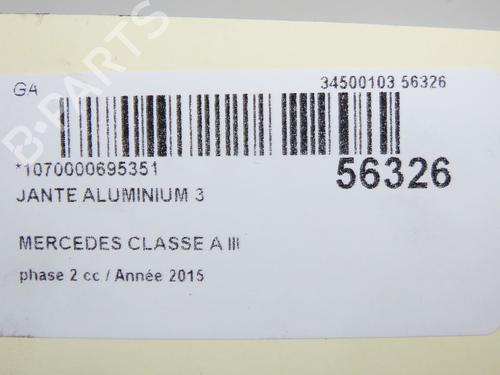 GA 34500103 56326
*1070000695351 56326
JANTE ALUMINIUM 3
MERCEDES CLASSE A III
phase 2 cc / Année 2015
B-PARTS